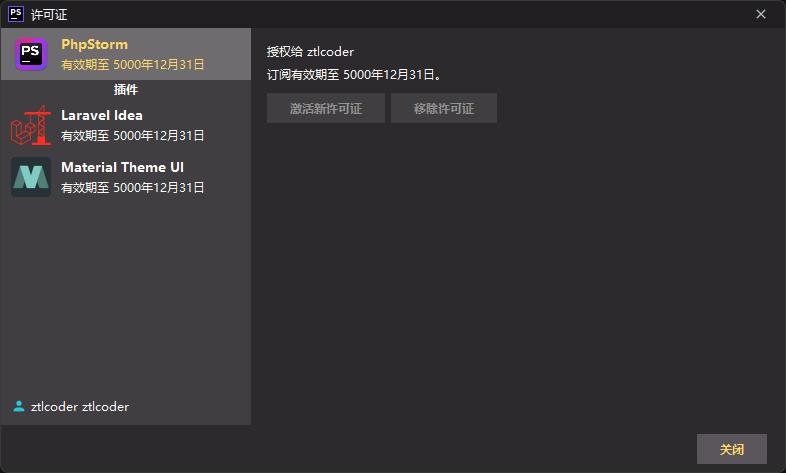 PS 许可证
PS
PhpStorm
有效期至 5000年12月31日
插件
Laravel Idea
有效期至 5000年12月31日
Material Theme UI
有效期至 5000年12月31日
ztlcoder ztlcoder
授权给 ztlcoder
订阅有效期至 5000年12月31日。
激活新许可证 移除许可证
关闭